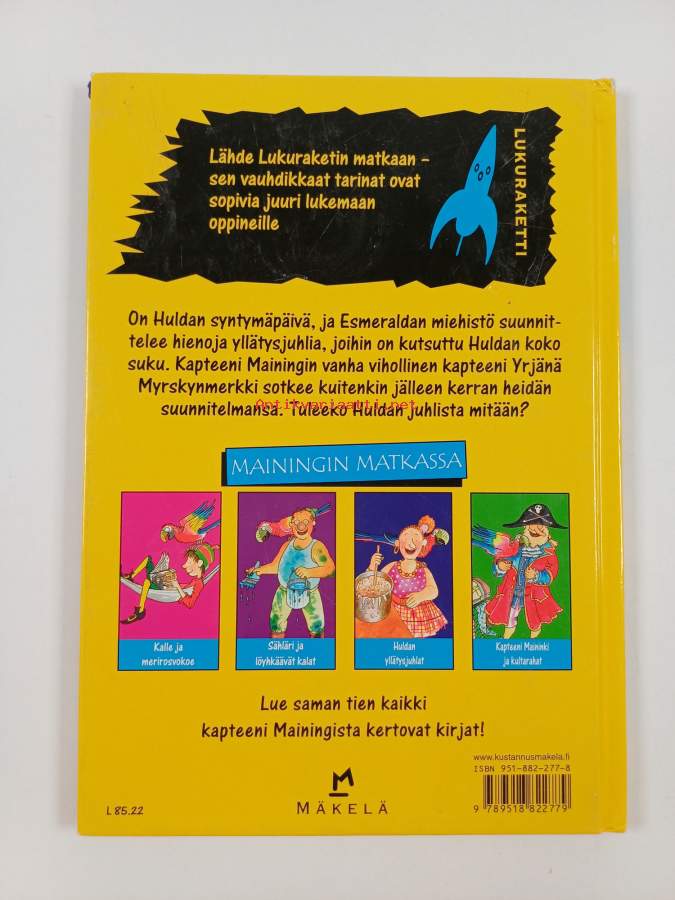 Lähde Lukuraketin matkaan –
sen vauhdikkaat tarinat ovat
sopivia juuri lukemaan
oppineille
LUKURAKETTI
On Huldan syntymäpäivä, ja Esmeraldan miehistö suunnit-
telee hienoja yllätysjuhlia, joihin on kutsuttu Huldan koko
suku. Kapteeni Mainingin vanha vihollinen kapteeni Yrjänä
Myrskynmerkki sotkee kuitenkin jälleen kerran heidän
suunnitelmansa. Tuleeko Huldan juhlista mitään?
Antikvariaatti.net
MAININGIN MATKASSA
Kalle ja
merirosvokoe
Sähläri ja
löyhkäävät kalat
Huldan
yllätysjuhlat
Kapteeni Maininki
ja kultarahat
Lue saman tien kaikki
kapteeni Mainingista kertovat kirjat!
www.kustannusmakela.fi
ISBN 951-882-277-8
9 789518 822779
M
MÄKELÄ
L 85.22